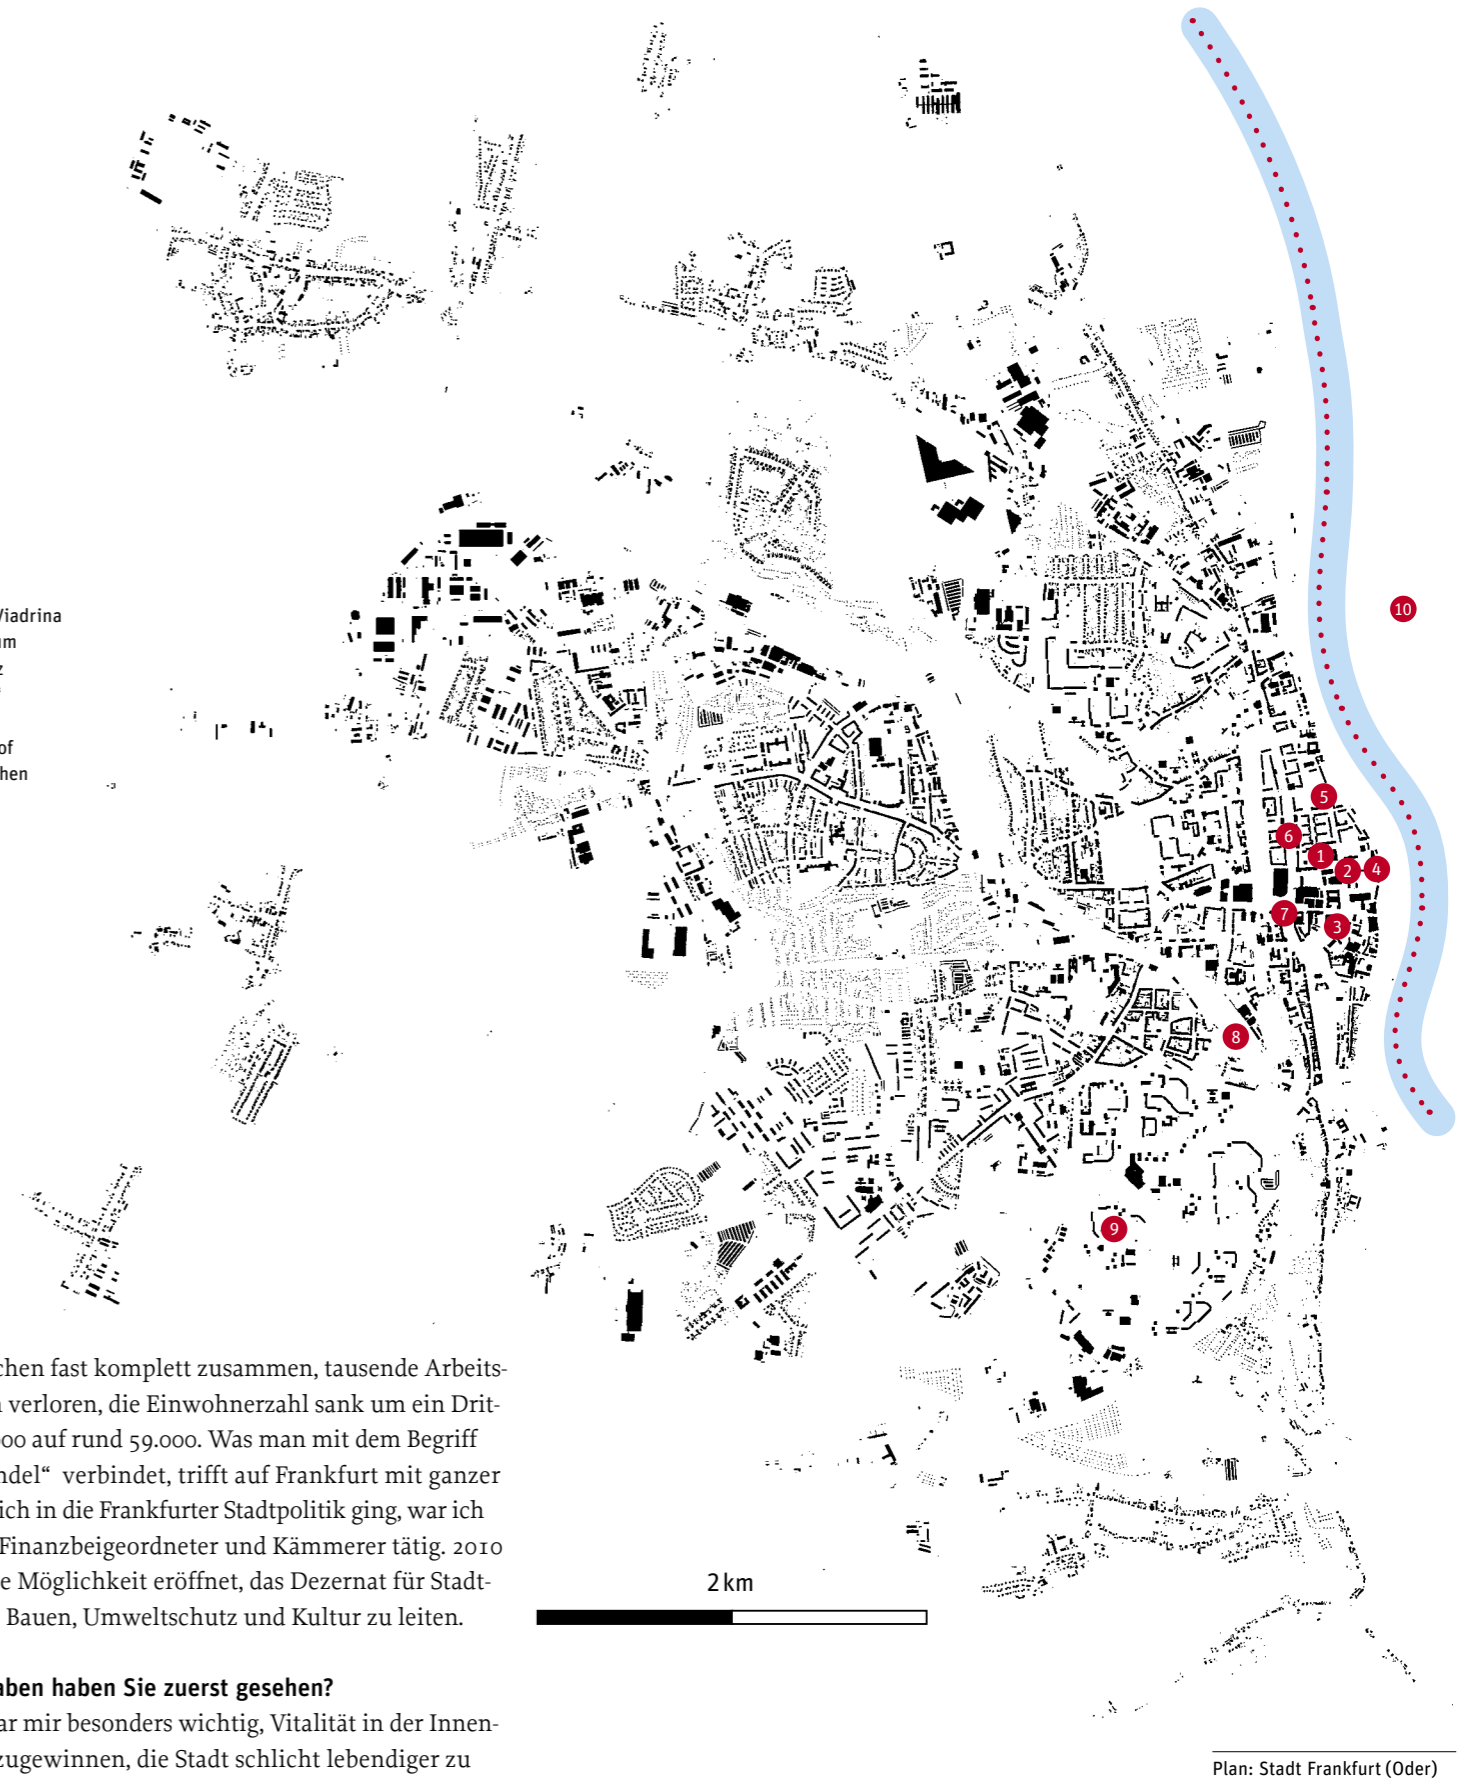 Viadrina
um
z
of
hen
10
5
6
1
2
4
7
3
8
9
chen fast komplett zusammen, tausende Arbeits-
verloren, die Einwohnerzahl sank um ein Drit-
000 auf rund 59.000. Was man mit dem Begriff
ndel“ verbindet, trifft auf Frankfurt mit ganzer
ich in die Frankfurter Stadtpolitik ging, war ich
Finanzbeigeordneter und Kämmerer tätig. 2010
e Möglichkeit eröffnet, das Dezernat für Stadt-
Bauen, Umweltschutz und Kultur zu leiten.
2 km
aben haben Sie zuerst gesehen?
ar mir besonders wichtig, Vitalität in der Innen-
zugewinnen, die Stadt schlicht lebendiger zu
Plan: Stadt Frankfurt (Oder)